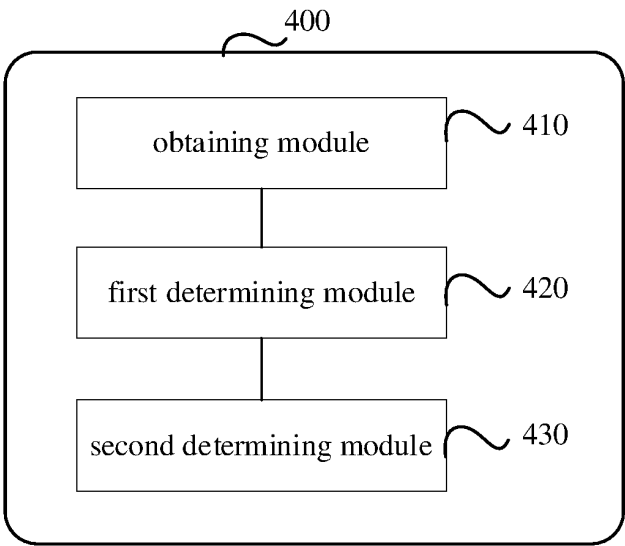 400
obtaining module
410
first determining module
420
second determining module
430